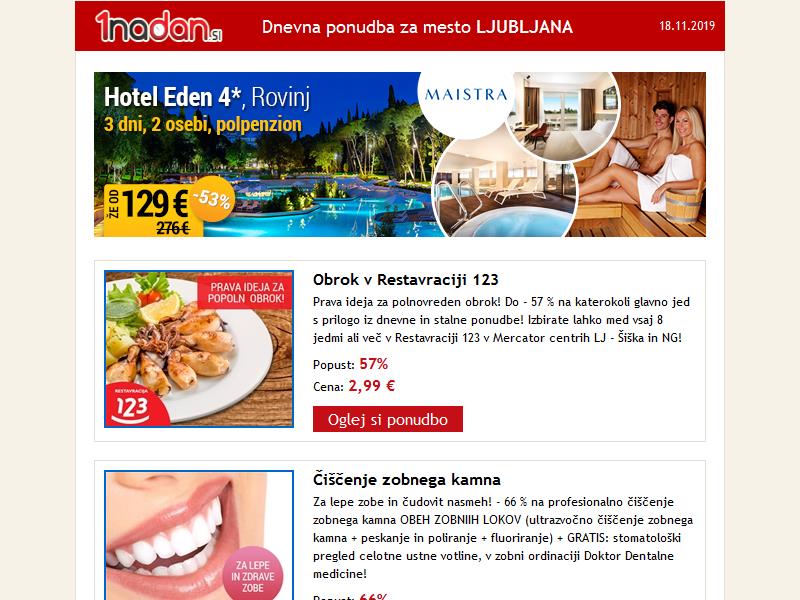 1nadan.si
Dnevna ponudba za mesto LJUBLJANA
18.11.2019
Hotel Eden 4*, Rovinj
3 dni, 2 osebi, polpenzion
MAISTRA
ŽE OD 129 € -53%
276 €
PRAVA IDEJA ZA
POPOLN OBROK!
RESTAVRACIJA
123
Obrok v Restavraciji 123
Prava ideja za polnovreden obrok! Do - 57 % na katerokoli glavno jed
s prilogo iz dnevne in stalne ponudbe! Izbirate lahko med vsaj 8
jedmi ali več v Restavraciji 123 v Mercator centrih LJ - Šiška in NG!
Popust: 57%
Cena: 2,99 €
Oglej si ponudbo
ZA LEPE
IN ZDRAVE
ZOBE
Čiščenje zobnega kamna
Za lepe zobe in čudovit nasmeh! - 66 % na profesionalno čiščenje
zobnega kamna OBEH ZOBNIIH LOKOV (ultrazvočno čiščenje zobnega
kamna + peskanje in poliranje + fluoriranje) + GRATIS: stomatološki
pregled celotne ustne votline, v zobni ordinaciji Doktor Dentalne
medicine!
Popust: 66%